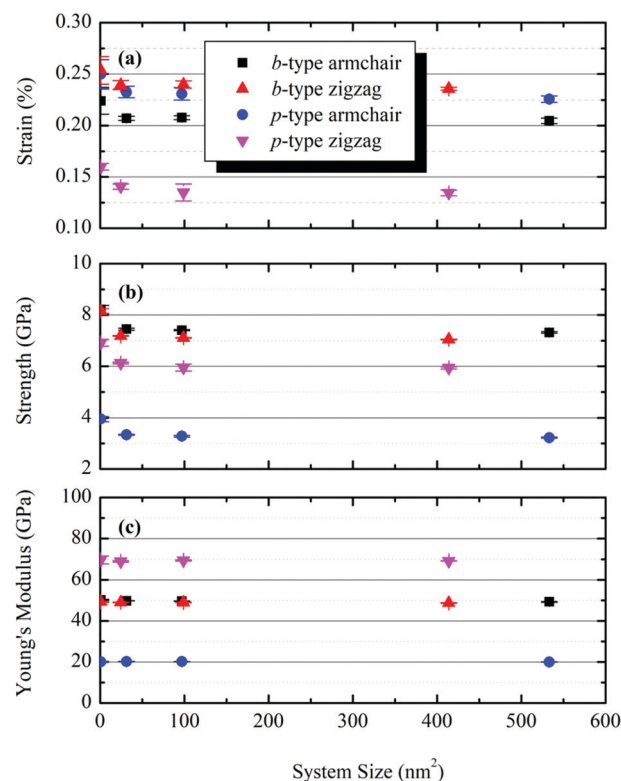 0.30
(a)
b-type armchair
b-type zigzag
p-type armchair
p-type zigzag
0.25
0.20
0.15
0.10
Strain (%)
10
(b)
8
6
4
2
Strength (GPa)
100
(c)
80
60
40
20
0
Young's Modulus (GPa)
0 100 200 300 400 500 600
System Size (nm²)